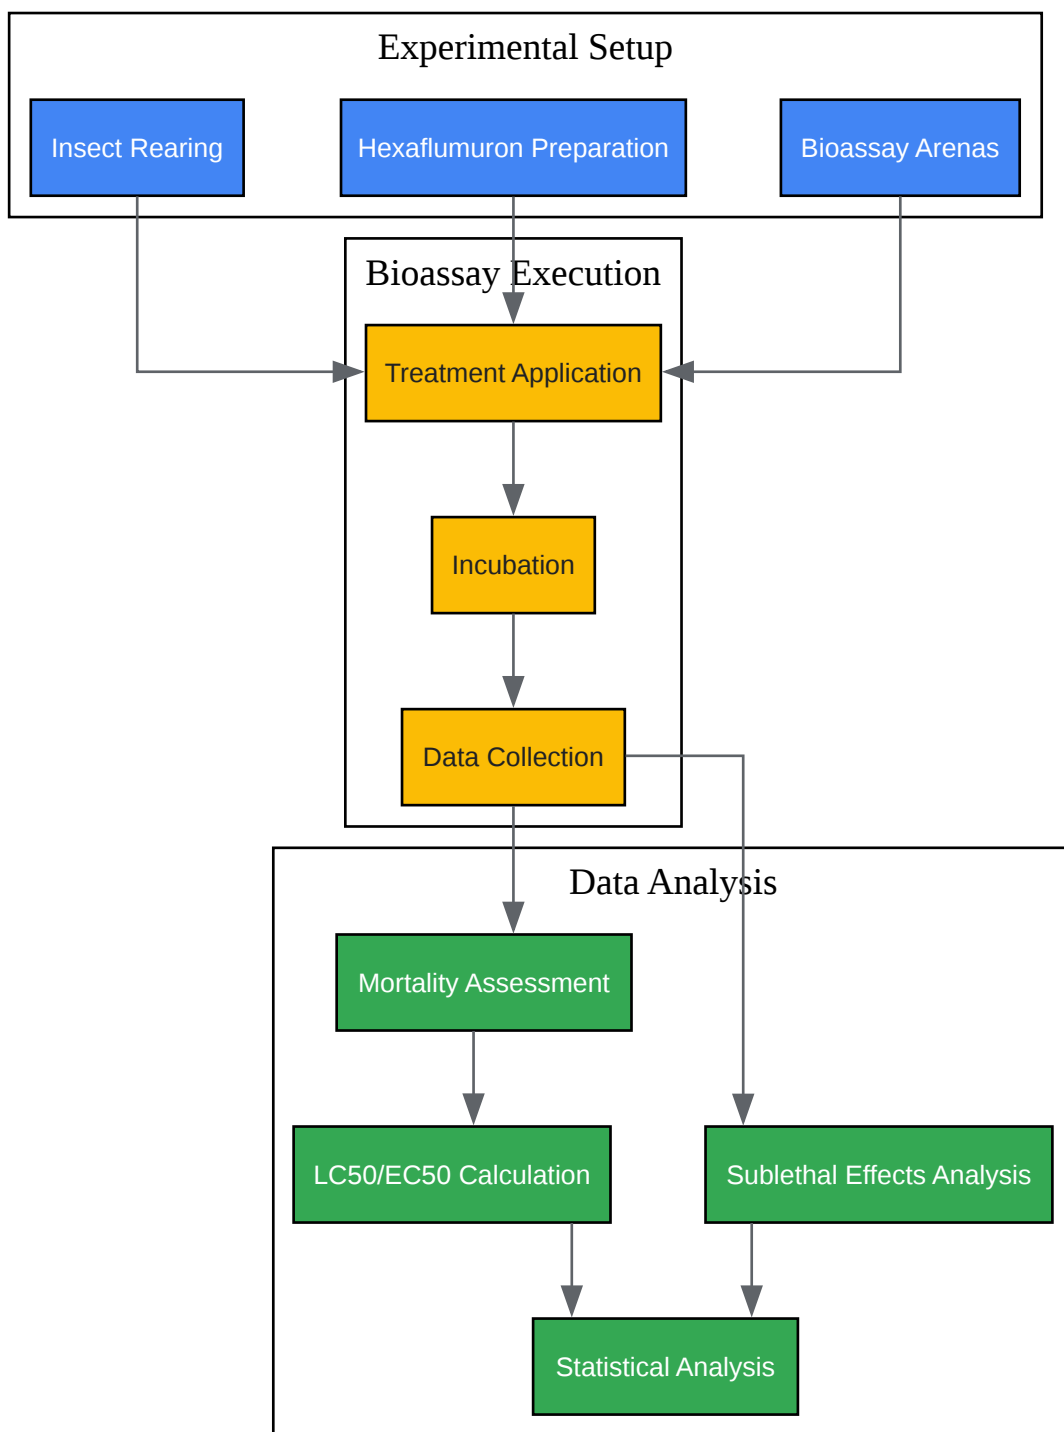 Experimental Setup
Insect Rearing
Hexaflumuron Preparation
Bioassay Arenas
Bioassay Execution
Treatment Application
Incubation
Data Collection
Data Analysis
Mortality Assessment
LC50/EC50 Calculation
Sublethal Effects Analysis
Statistical Analysis